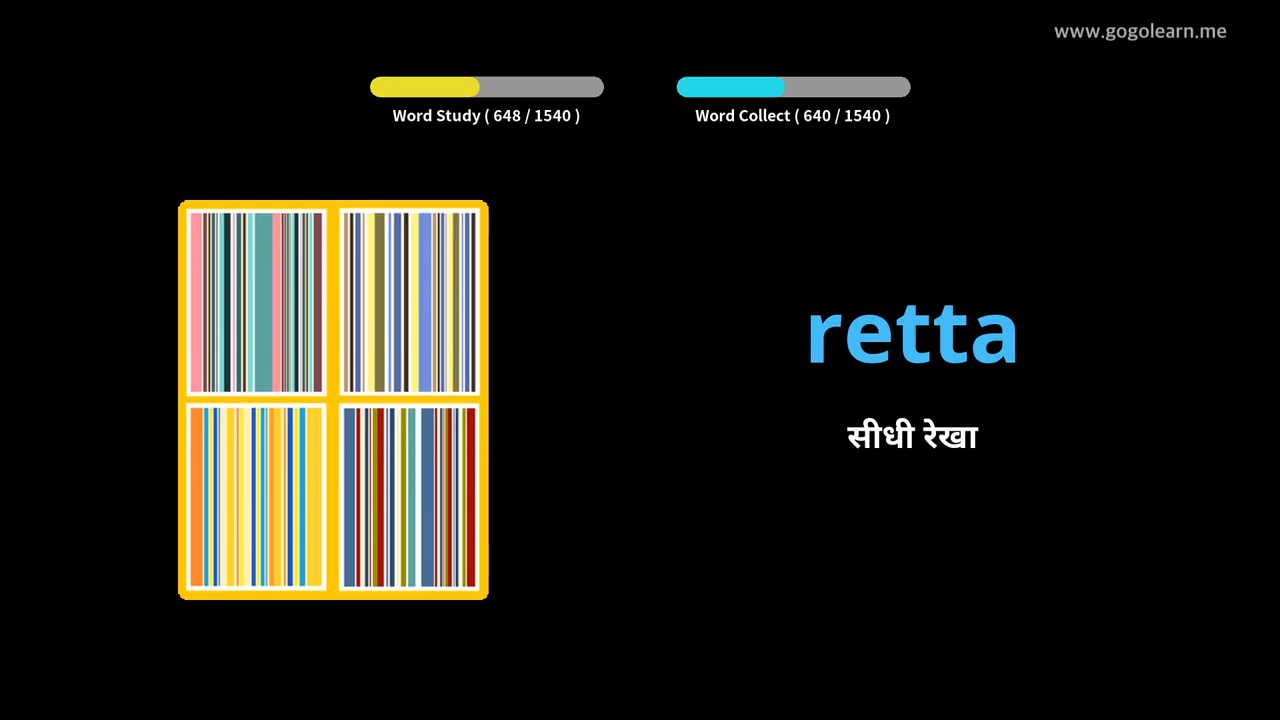 www.gogolearn.me
Word Study ( 648 / 1540 )
Word Collect ( 640 / 1540 )
retta
सीधी रेखा